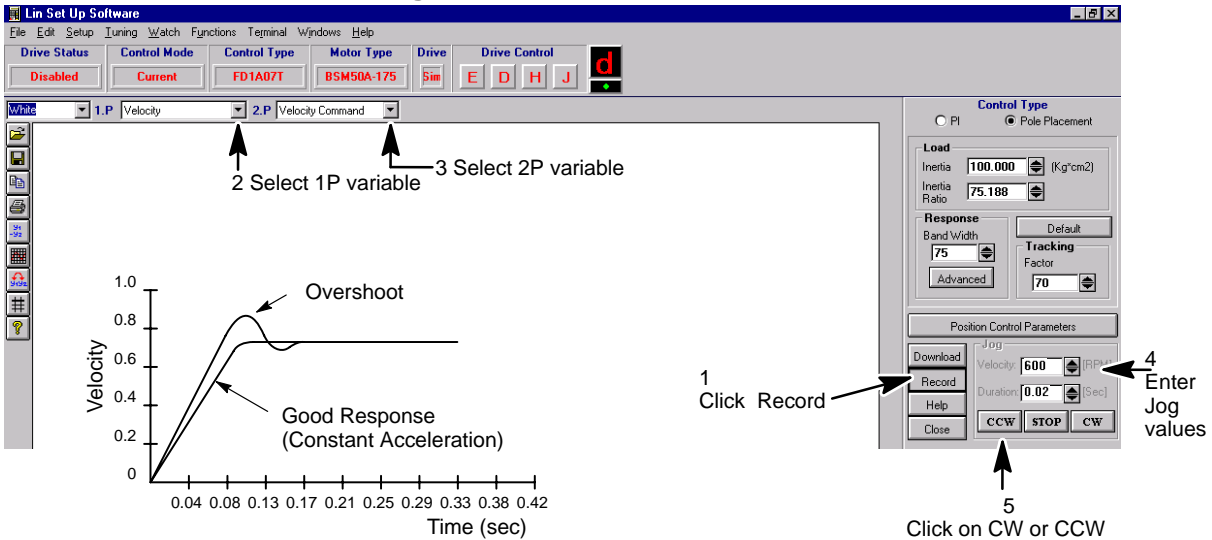 Lin Set Up Software
File Edit Setup Tuning Watch Functions Terminal Windows Help
Drive Status Control Mode Control Type Motor Type Drive Drive Control
Disabled Current FD1A07T BSM50A-175 Sim E D H J d
White 1.P Velocity 2.P Velocity Command
2 Select 1P variable
3 Select 2P variable
Control Type
PI Pole Placement
Load
Inertia 100.000 (Kg*cm2)
Inertia Ratio 75.188
Response
Band Width
75
Advanced
Default
Tracking
Factor
70
Position Control Parameters
Download
Record
Help
Close
Jog
Velocity: 600 [RPM]
Duration: 0.02 [Sec]
CCW STOP CW
1
Click Record
4
Enter
Jog
values
5
Click on CW or CCW
Velocity
1.0
0.8
0.6
0.4
0.2
0
Overshoot
Good Response
(Constant Acceleration)
0.04 0.08 0.13 0.17 0.21 0.25 0.29 0.33 0.38 0.42
Time (sec)